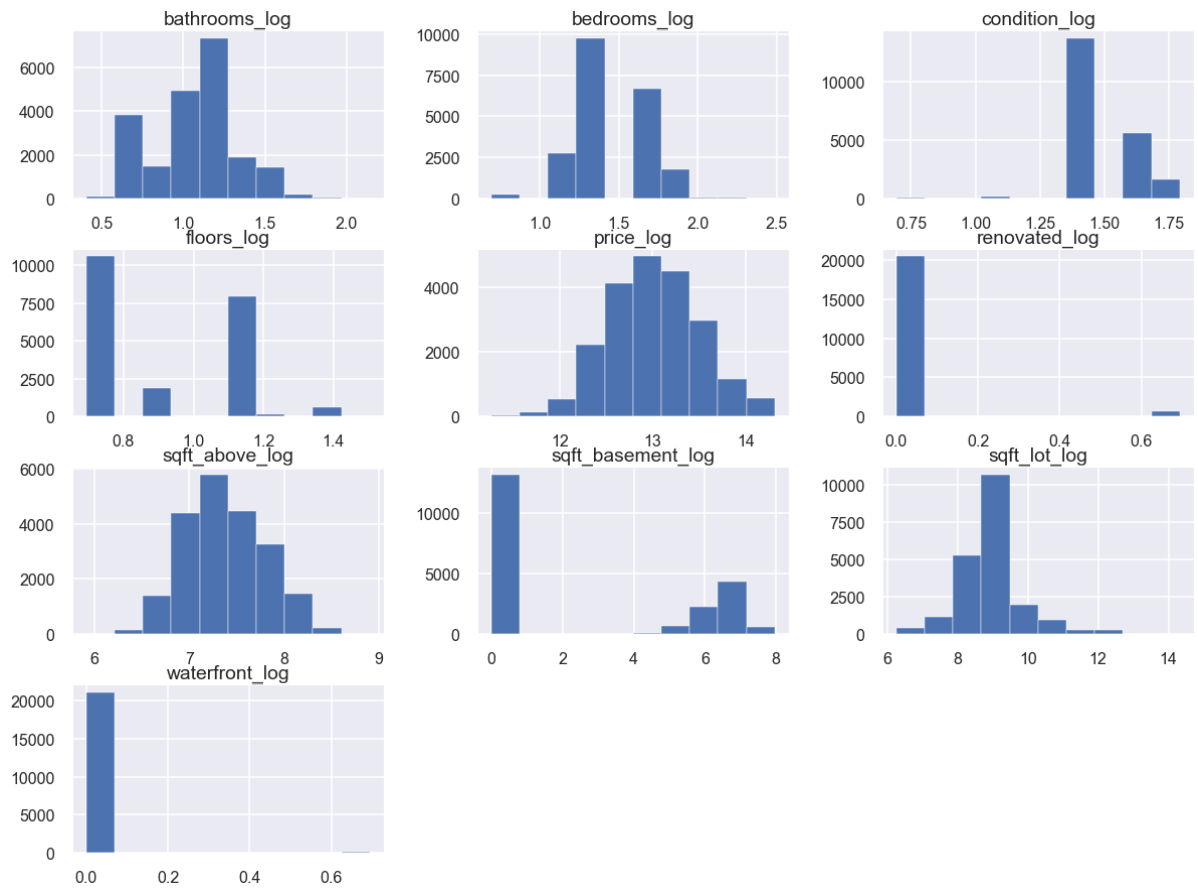 bathrooms_log bedrooms_log condition_log
6000 10000 10000
4000 7500 5000
2000 5000 0
0 2500
0
0.5 1.0 1.5 2.0 1.0 1.5 2.0 2.5 0.75 1.00 1.25 1.50 1.75
floors_log price_log renovated_log
10000 4000 20000
7500 2000 15000
5000 0 10000
2500 5000
0 0
0.8 1.0 1.2 1.4 12 13 14 0.0 0.2 0.4 0.6
sqft_above_log sqft_basement_log sqft_lot_log
6000 10000 10000
4000 5000 7500
2000 0 5000
0 2500
0
6 7 8 9 0 2 4 6 8 6 8 10 12 14
waterfront_log
20000
15000
10000
5000
0
0.0 0.2 0.4 0.6